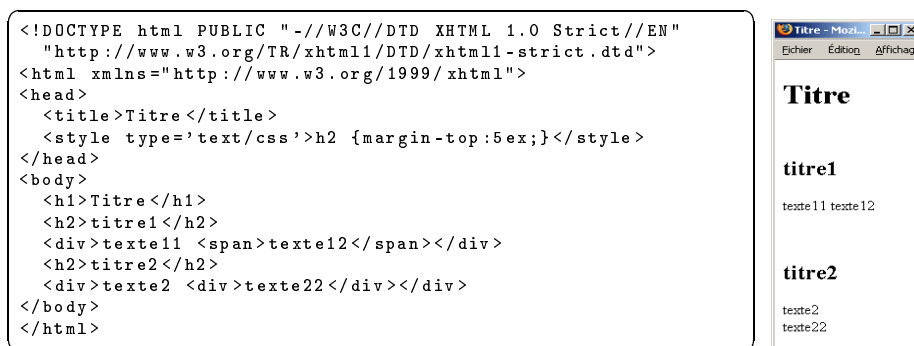 <!DOCTYPE html PUBLIC "-//W3C//DTD XHTML 1.0 Strict//EN"
"http://www.w3.org/TR/xhtml1/DTD/xhtml1-strict.dtd">
<html xmlns="http://www.w3.org/1999/xhtml">
<head>
<title>Titre</title>
<style type='text/css'>h2 {margin-top:5ex;}</style>
</head>
<body>
<h1>Titre</h1>
<h2>titre1</h2>
<div>texte11 <span>texte12</span></div>
<h2>titre2</h2>
<div>texte2 <div>texte22</div></div>
</body>
</html>
Titre - Mozi...
Fichier Édition Affichag
Titre
titre1
texte11 texte12
titre2
texte2
texte22